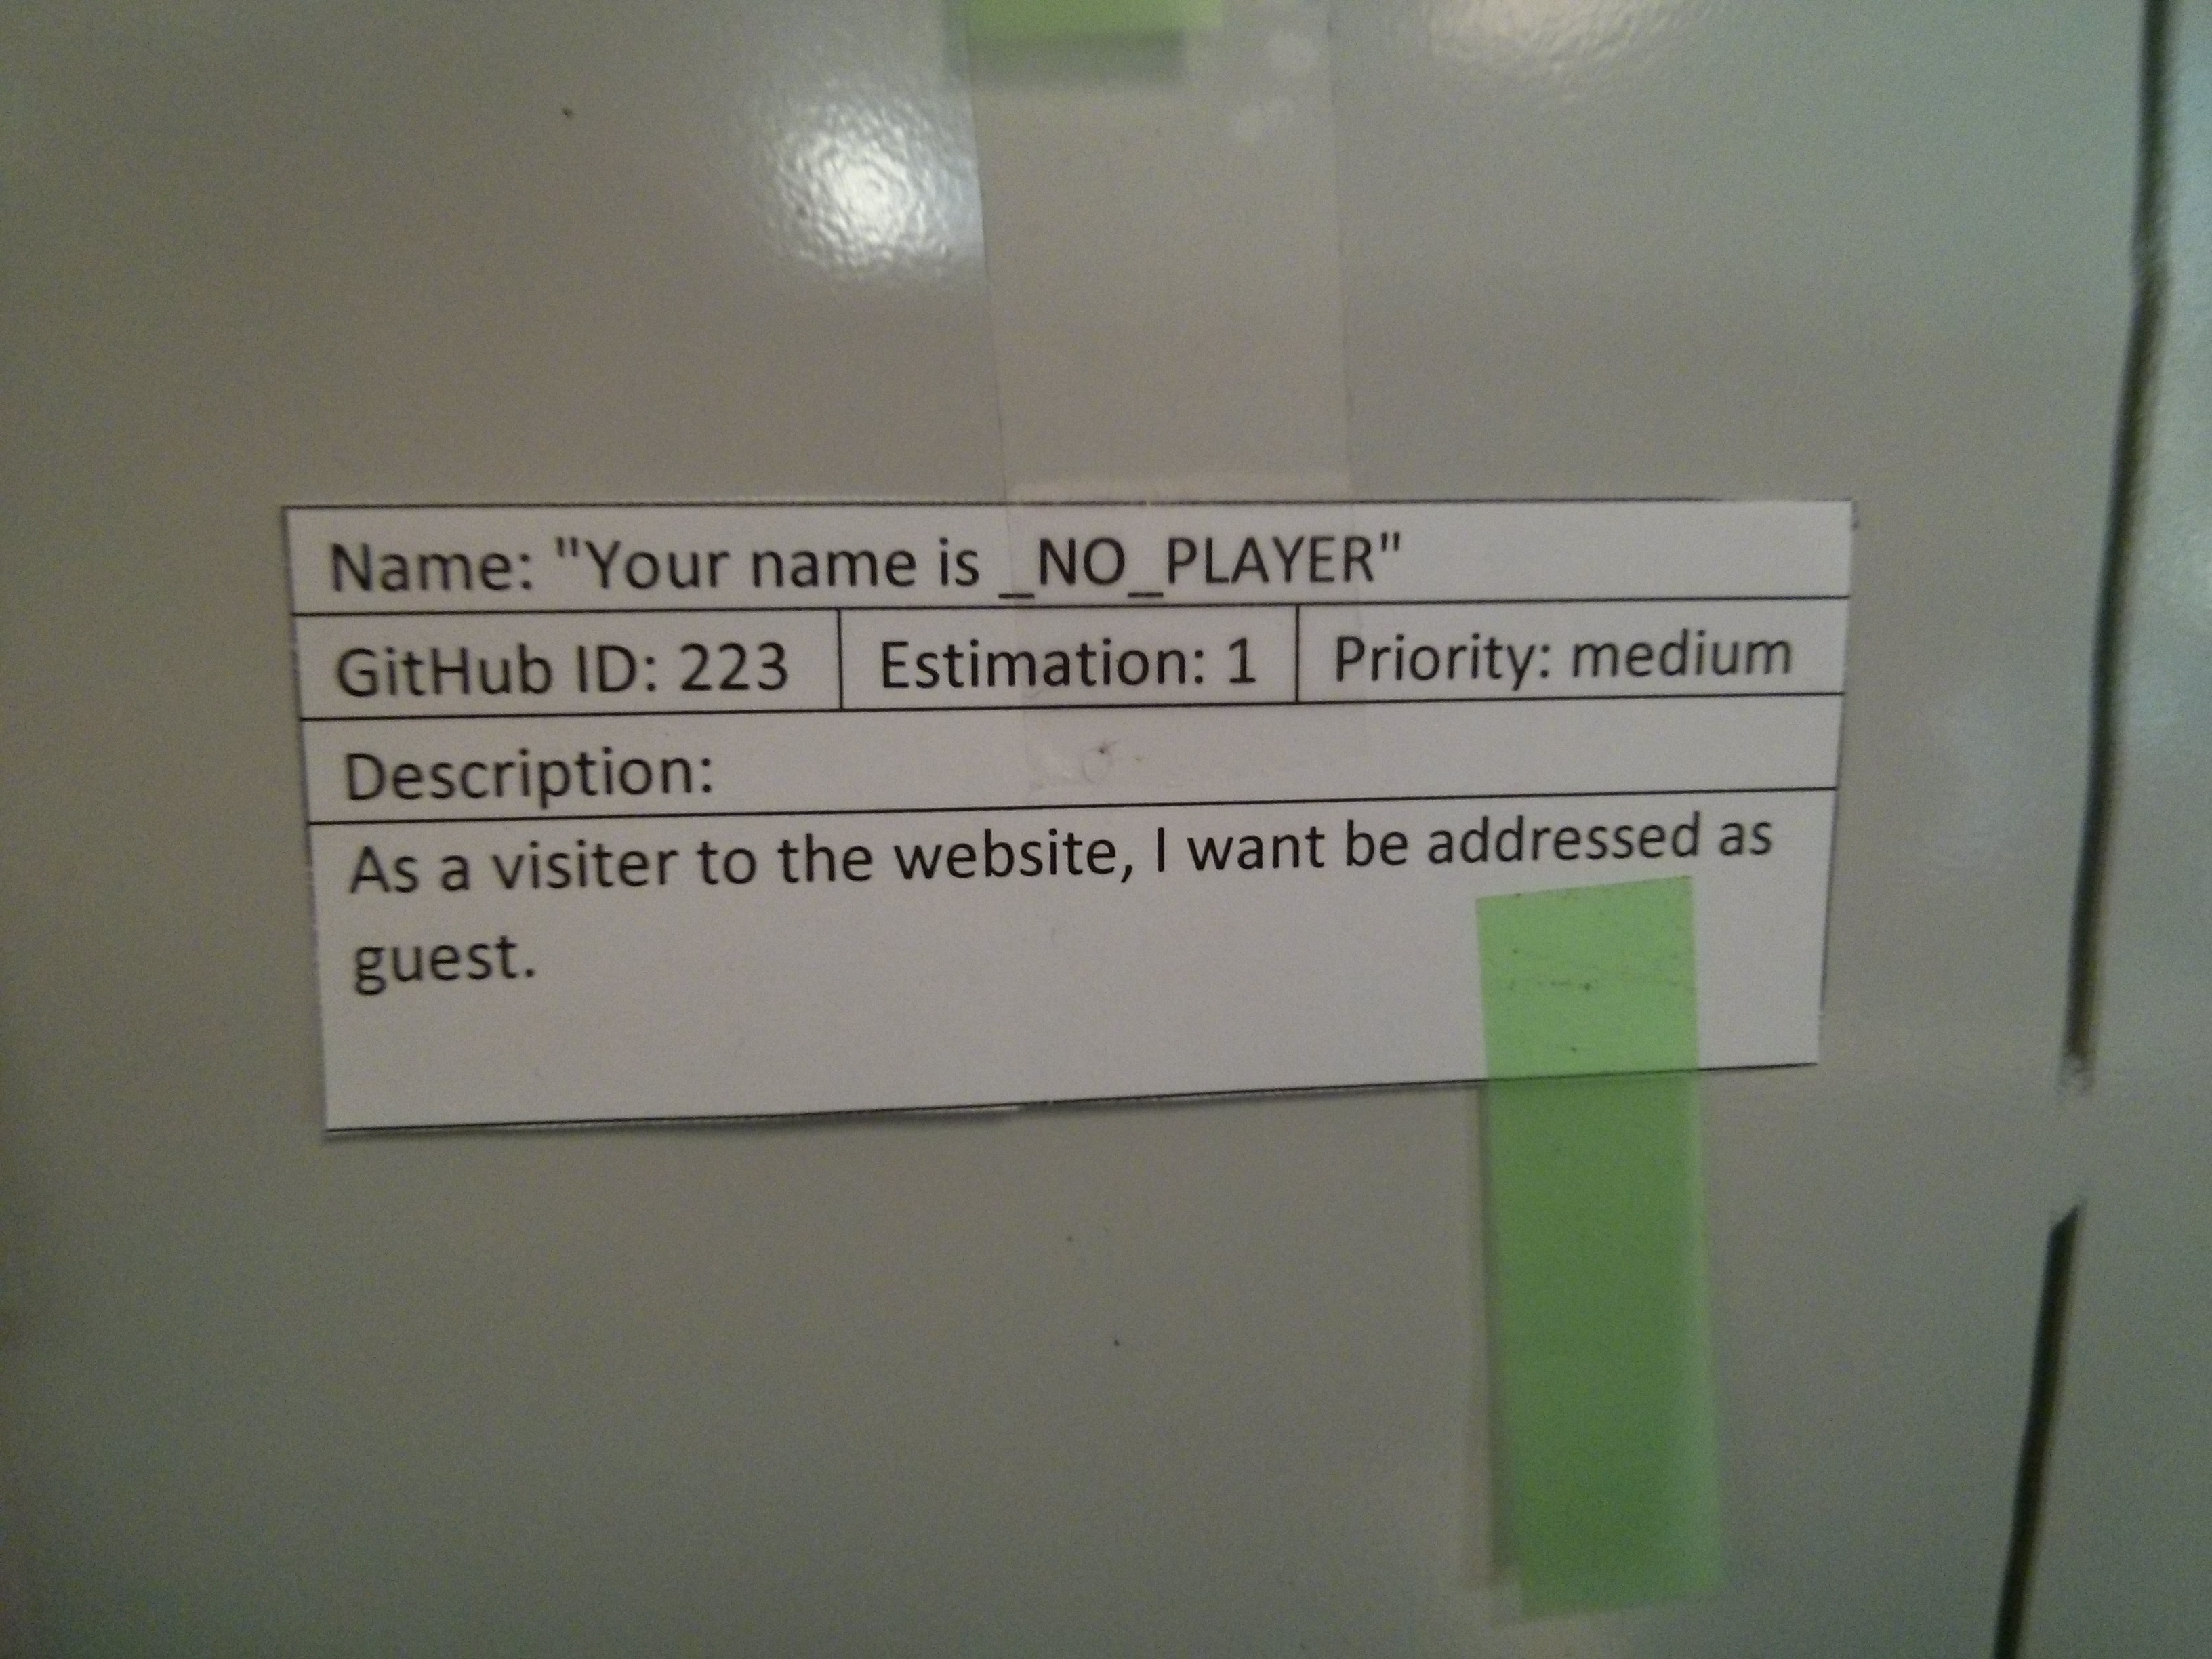 Name: "Your name is _NO_PLAYER"
GitHub ID: 223 Estimation: 1 Priority: medium
Description:
As a visiter to the website, I want be addressed as
guest.